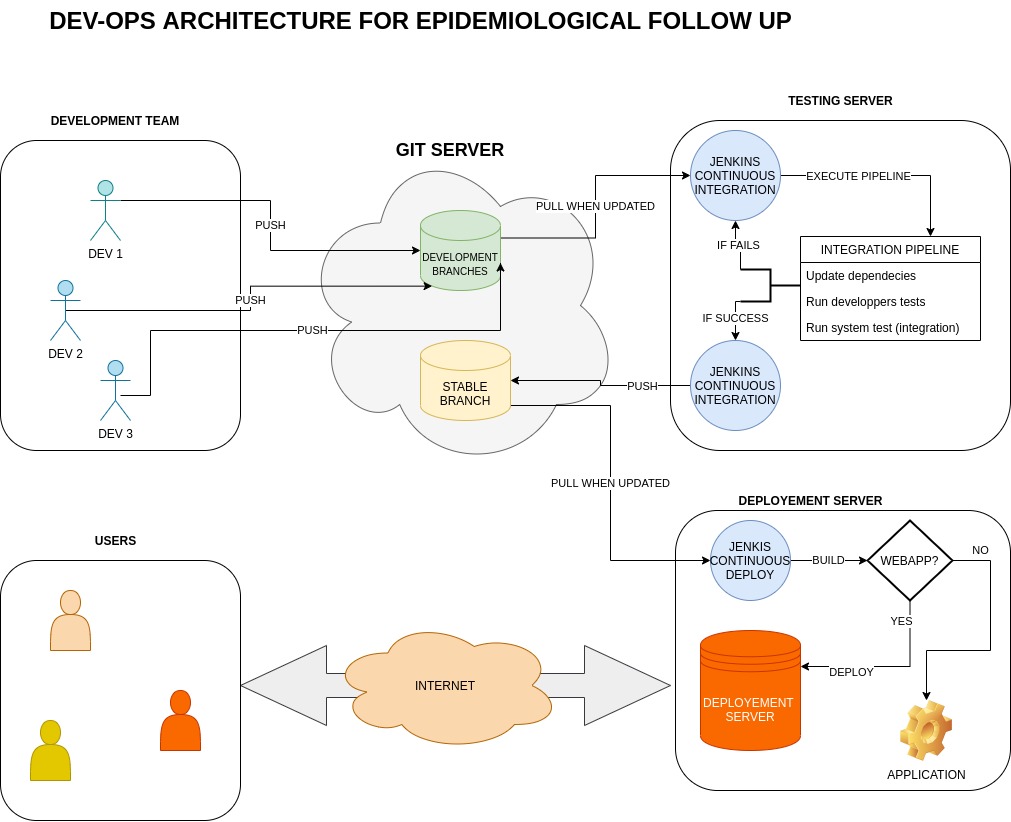 DEV-OPS ARCHITECTURE FOR EPIDEMIOLOGICAL FOLLOW UP
DEVELOPMENT TEAM
DEV 1
DEV 2
DEV 3
PUSH
PUSH
PUSH
GIT SERVER
DEVELOPMENT
BRANCHES
STABLE
BRANCH
PULL WHEN UPDATED
PUSH
PULL WHEN UPDATED
TESTING SERVER
JENKINS
CONTINUOUS
INTEGRATION
EXECUTE PIPELINE
IF FAILS
IF SUCCESS
INTEGRATION PIPELINE
Update dependecies
Run developpers tests
Run system test (integration)
JENKINS
CONTINUOUS
INTEGRATION
USERS
INTERNET
DEPLOYEMENT SERVER
JENKIS
CONTINUOUS
DEPLOY
BUILD
WEBAPP?
NO
YES
DEPLOY
DEPLOYEMENT
SERVER
APPLICATION